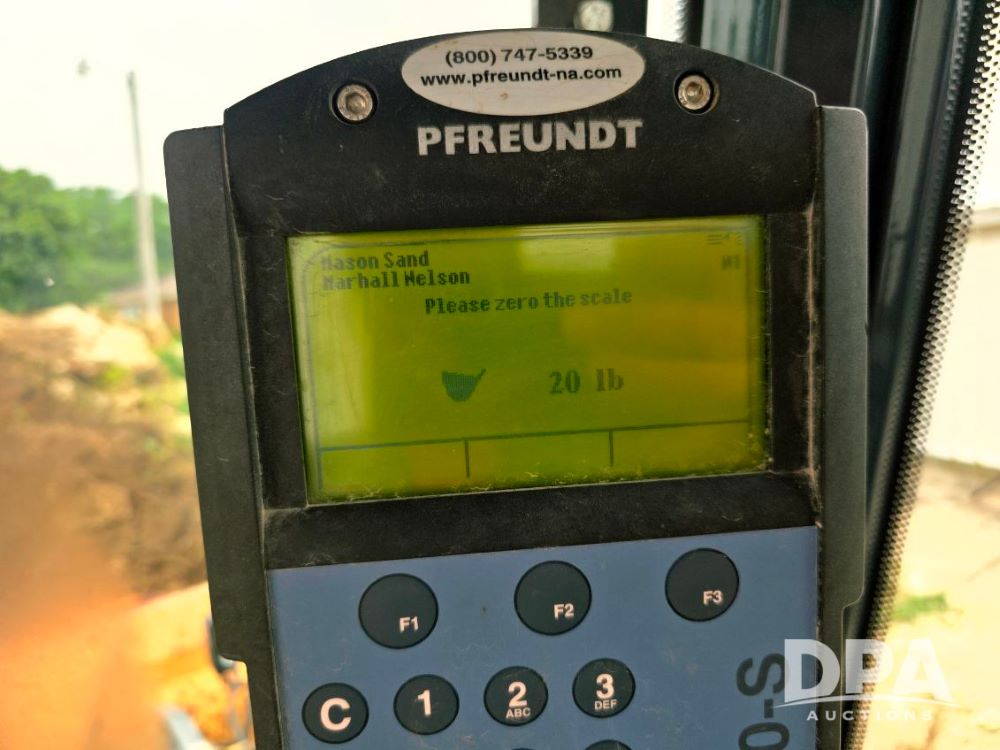 (800) 747-5339
www.pfreundt-na.com
PFREUNDT
Mason Sand
Marhall Nelson
Please zero the scale
20 lb
F1 F2 F3
C 1 2 3
ABC DEF
0-S
DPA
AUCTIONS